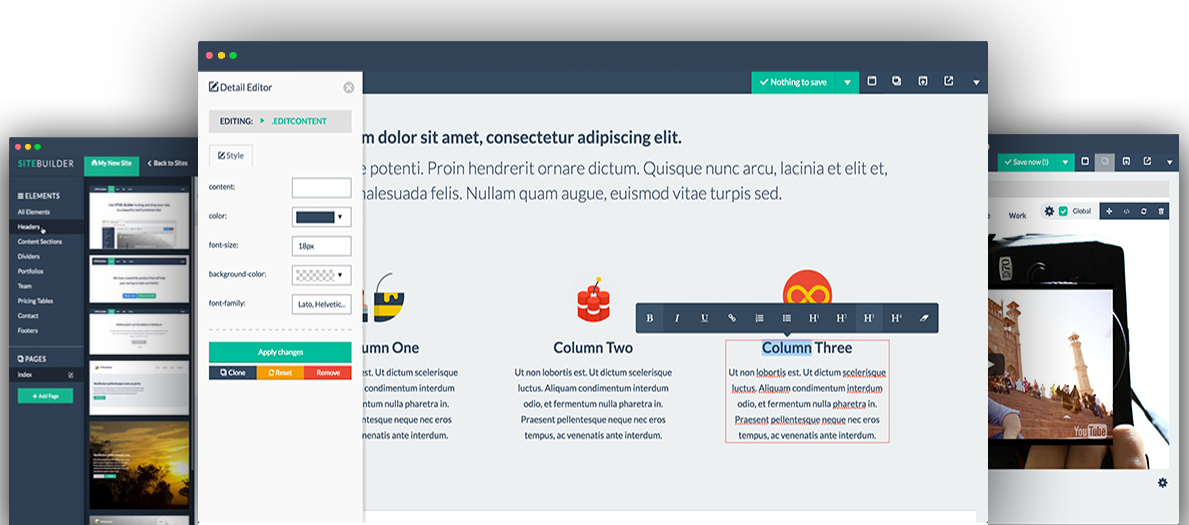 SITEBUILDER
My New Site
Back to Sites
ELEMENTS
All Elements
Headers
Content Sections
Dividers
Portfolios
Team
Pricing Tables
Contact
Footers
PAGES
index
+ Add Page
Detail Editor
EDITING:
.EDITCONTENT
Style
content:
color:
font-size:
18px
background-color:
font-family:
Lato, Helvetic...
Apply changes
Clone
Reset
Remove
Nothing to save
m dolor sit amet, consectetur adipiscing elit.
e potenti. Proin hendrerit ornare dictum. Quisque nunc arcu, lacinia et elit et,
nalesuada felis. Nullam quam augue, euismod vitae turpis sed.
B I U H1 H2 H3 H4
umn One
est. Ut dictum scelerisque
condimentum interdum
ntum nulla pharetra in.
ntesque neque nec eros
enatis ante interdum.
Column Two
Ut non lobortis est. Ut dictum scelerisque
luctus. Aliquam condimentum interdum
odio, et fermentum nulla pharetra in.
Praesent pellentesque neque nec eros
tempus, ac venenatis ante interdum.
Column Three
Ut non lobortis est. Ut dictum scelerisque
luctus. Aliquam condimentum interdum
odio, et fermentum nulla pharetra in.
Praesent pellentesque neque nec eros
tempus, ac venenatis ante interdum.
Save now (!)
Work
Global
YouTube